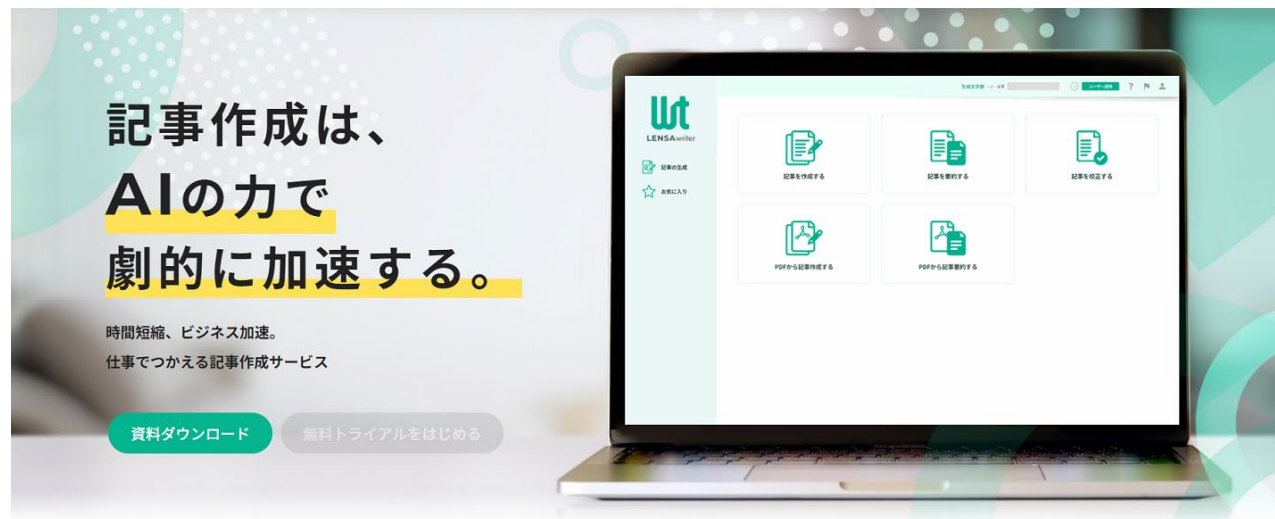 記事作成は、
AIの力で
劇的に加速する。
時間短縮、ビジネス加速。
仕事でつかえる記事作成サービス
資料ダウンロード
無料トライアルをはじめる
LENSAwriter
記事の生成
お気に入り
記事を作成する
記事を要約する
記事を校正する
PDFから記事作成する
PDFから記事要約する